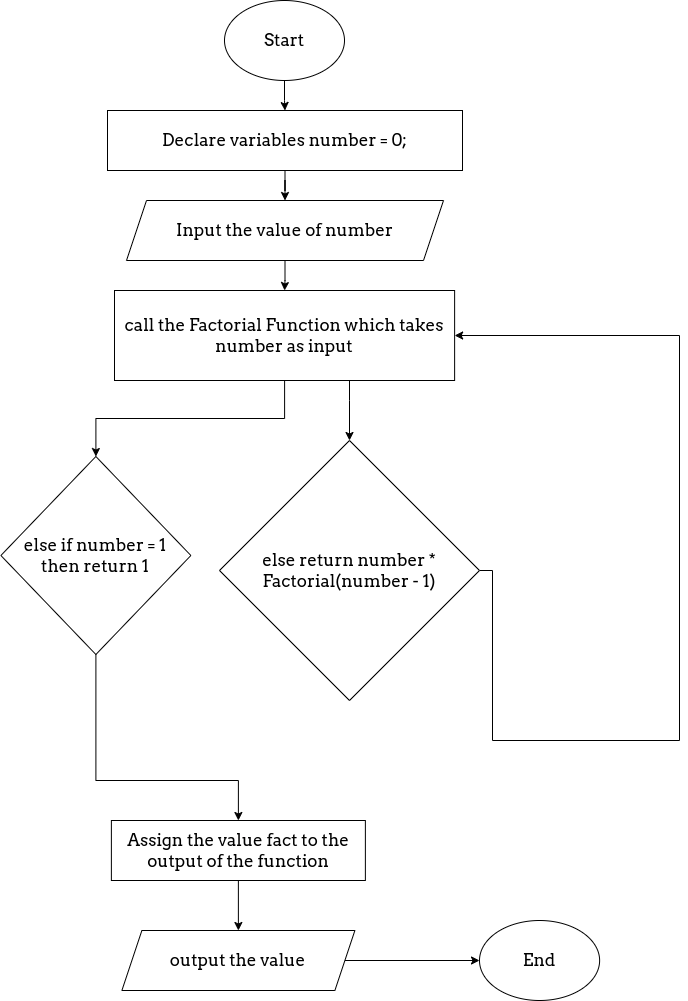 Start
Declare variables number = 0;
Input the value of number
call the Factorial Function which takes
number as input
else if number = 1
then return 1
else return number *
Factorial(number - 1)
Assign the value fact to the
output of the function
output the value
End